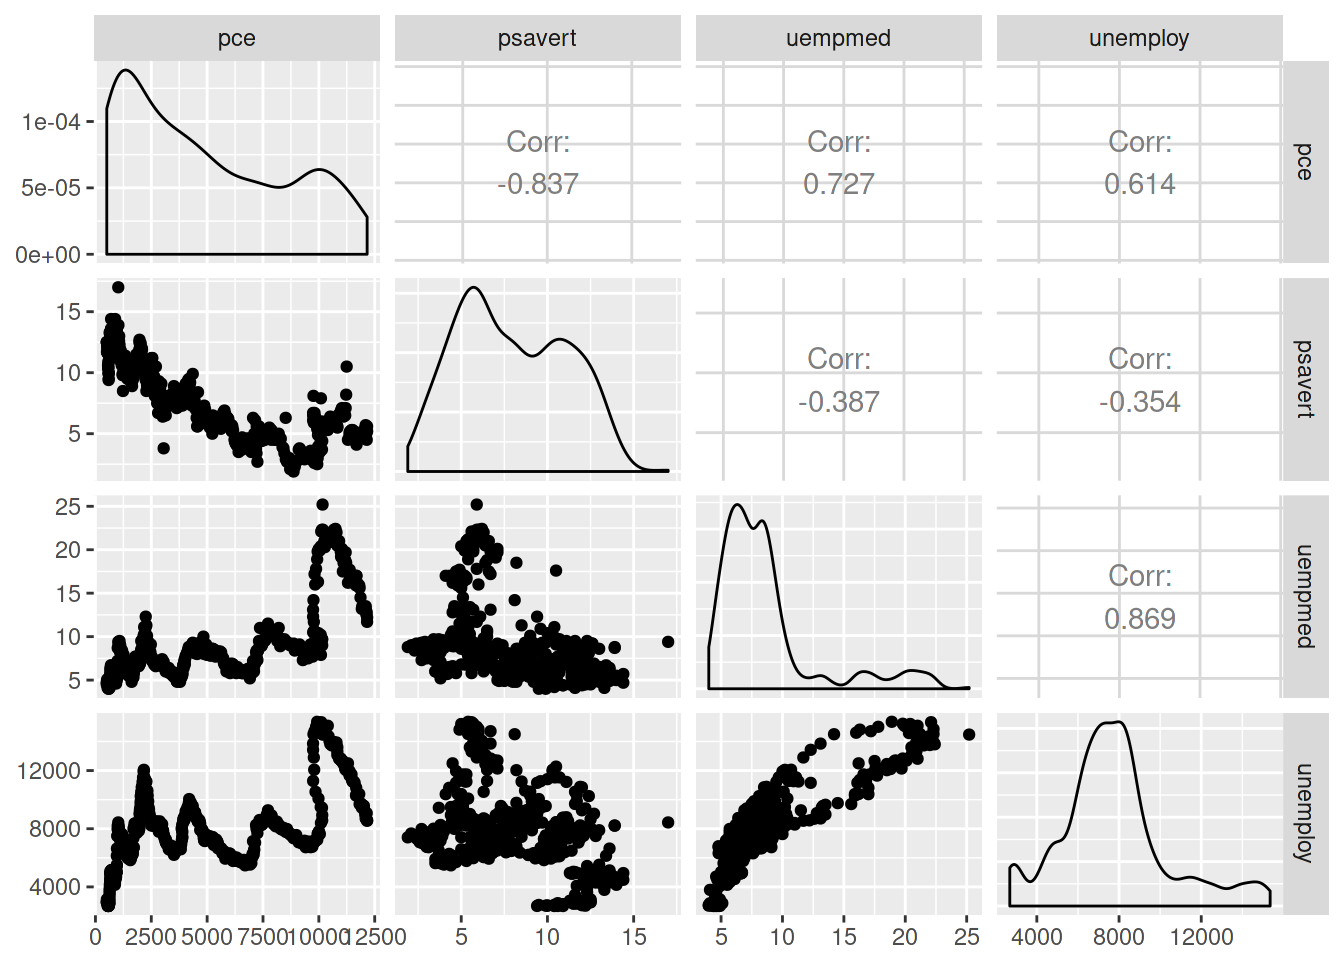 pce psavert uempmed unemploy
1e-04
5e-05
0e+00
Corr:
-0.837
Corr:
0.727
Corr:
0.614
pce
15
10
5
Corr:
-0.387
Corr:
-0.354
psavert
25
20
15
10
5
Corr:
0.869
uempmed
12000
8000
4000
unemploy
0 2500 5000 7500 10000 12500 5 10 15 5 10 15 20 25 4000 8000 12000